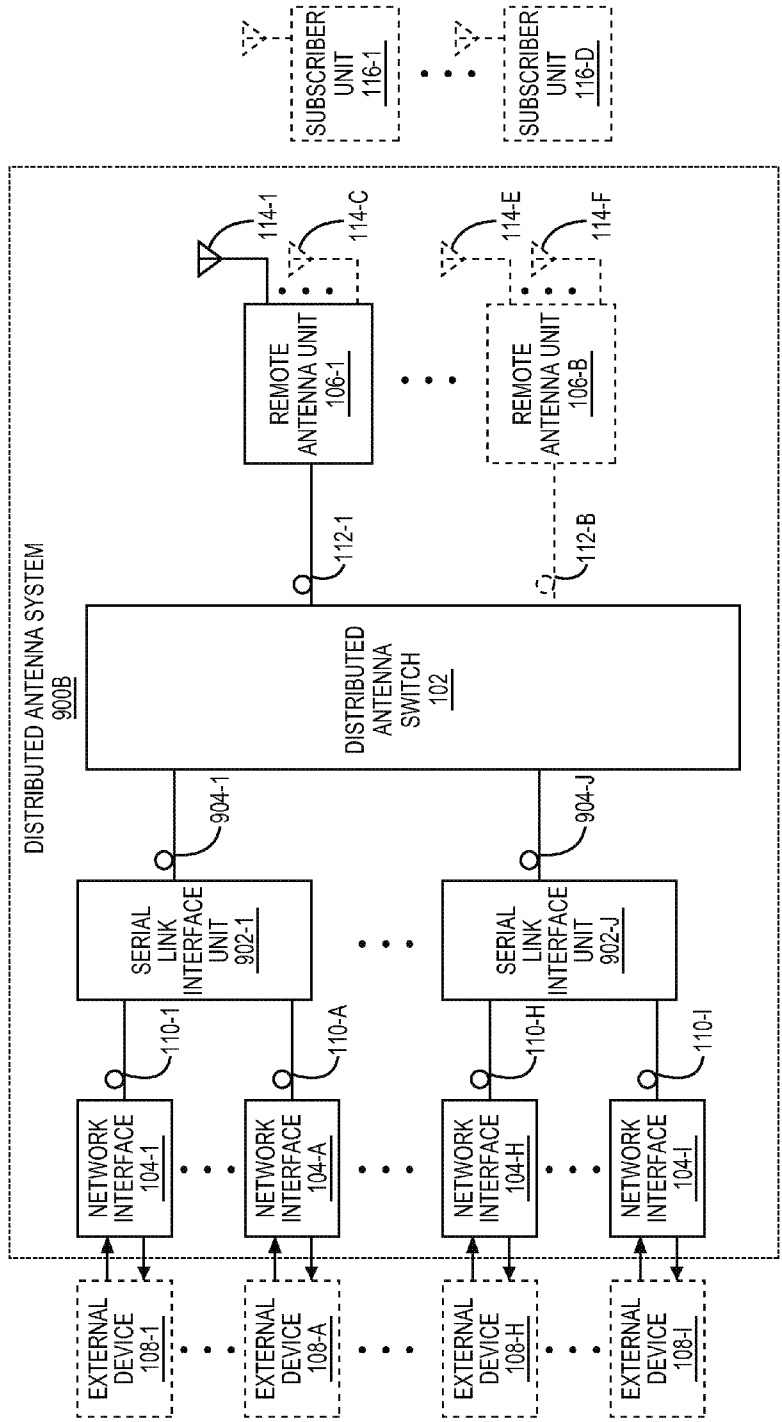 DISTRIBUTED ANTENNA SYSTEM
900B
EXTERNAL
DEVICE
108-1
EXTERNAL
DEVICE
108-A
EXTERNAL
DEVICE
108-H
EXTERNAL
DEVICE
108-I
NETWORK
INTERFACE
104-1
NETWORK
INTERFACE
104-A
NETWORK
INTERFACE
104-H
NETWORK
INTERFACE
104-I
110-1
110-A
110-H
110-I
SERIAL
LINK
INTERFACE
UNIT
902-1
SERIAL
LINK
INTERFACE
UNIT
902-J
904-1
904-J
DISTRIBUTED
ANTENNA
SWITCH
102
112-1
112-B
REMOTE
ANTENNA UNIT
106-1
REMOTE
ANTENNA UNIT
106-B
114-1
114-C
114-E
114-F
SUBSCRIBER
UNIT
116-1
SUBSCRIBER
UNIT
116-D